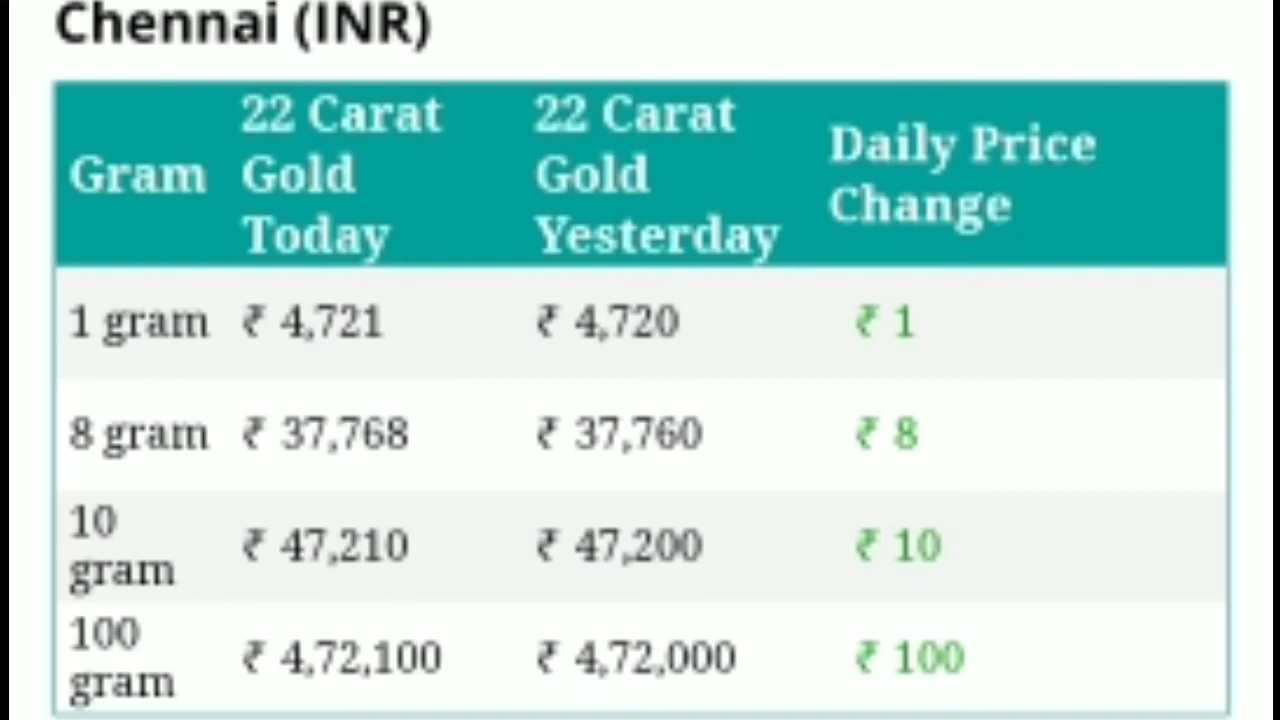 Chennai (INR)
Gram
22 Carat
Gold
Today
22 Carat
Gold
Yesterday
Daily Price
Change
1 gram ₹ 4,721 ₹ 4,720 ₹ 1
8 gram ₹ 37,768 ₹ 37,760 ₹ 8
10
gram ₹ 47,210 ₹ 47,200 ₹ 10
100
gram ₹ 4,72,100 ₹ 4,72,000 ₹ 100